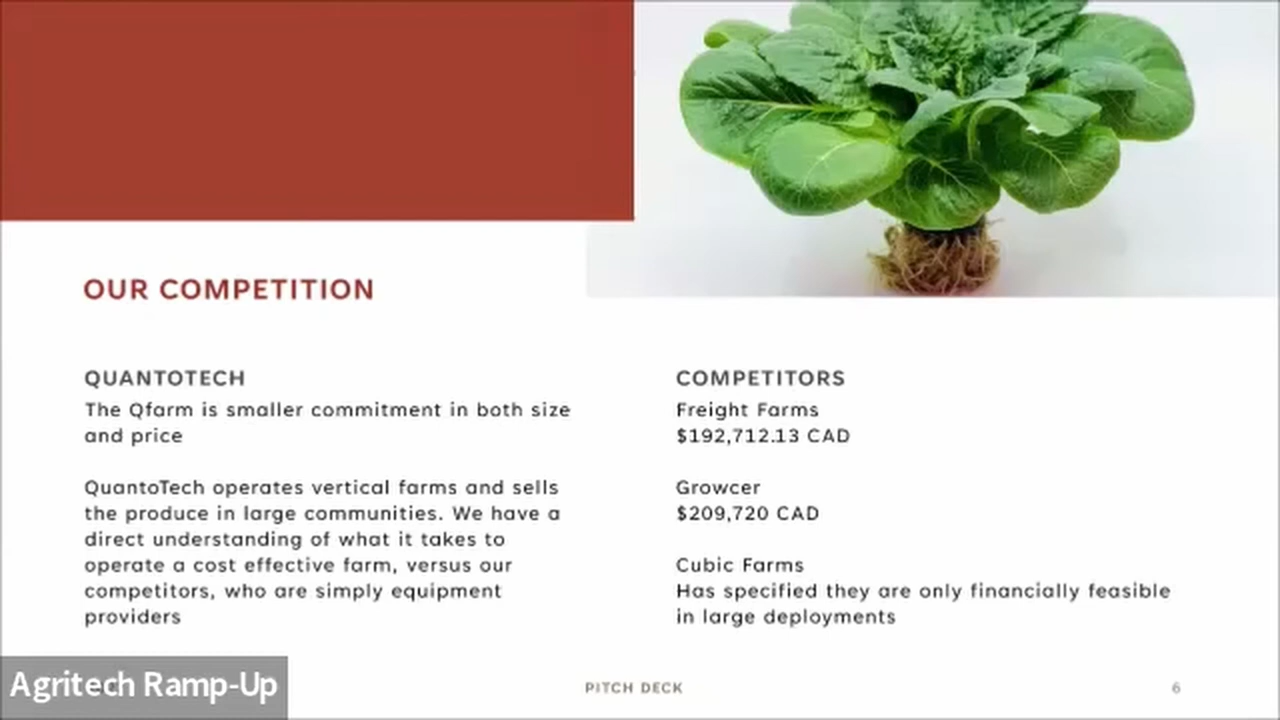 OUR COMPETITION
QUANTOTECH
The Qfarm is smaller commitment in both size
and price
QuantoTech operates vertical farms and sells
the produce in large communities. We have a
direct understanding of what it takes to
operate a cost effective farm, versus our
competitors, who are simply equipment
providers
COMPETITORS
Freight Farms
$192,712.13 CAD
Growcer
$209,720 CAD
Cubic Farms
Has specified they are only financially feasible
in large deployments
Agritech Ramp-Up
PITCH DECK
6